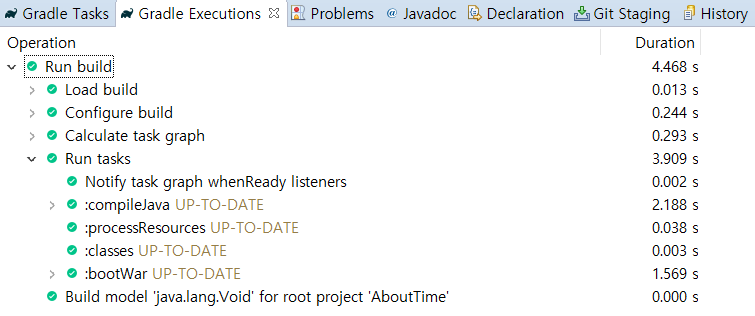 Gradle Tasks Gradle Executions Problems @ Javadoc Declaration Git Staging History
Operation Duration
Run build 4.468 s
Load build 0.013 s
Configure build 0.244 s
Calculate task graph 0.293 s
Run tasks 3.909 s
Notify task graph whenReady listeners 0.002 s
:compileJava UP-TO-DATE 2.188 s
:processResources UP-TO-DATE 0.038 s
:classes UP-TO-DATE 0.003 s
:bootWar UP-TO-DATE 1.569 s
Build model 'java.lang.Void' for root project 'AboutTime' 0.000 s